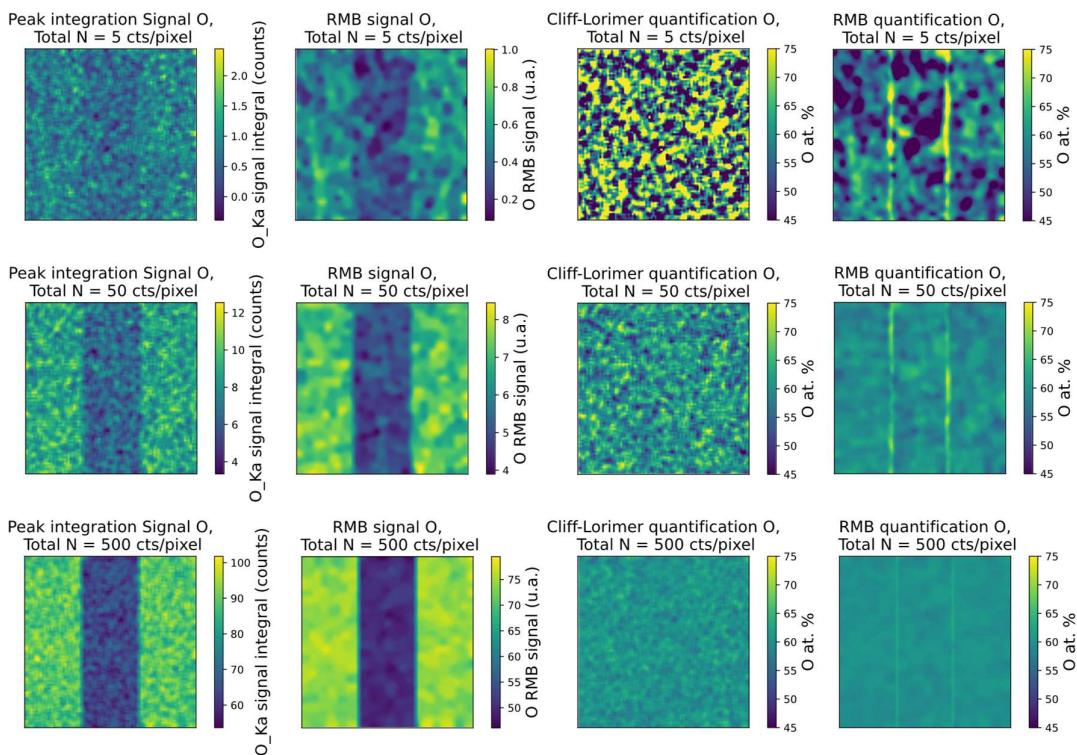 Peak integration Signal O,
Total N = 5 cts/pixel
2.0
1.5
1.0
0.5
0.0
O_Ka signal integral (counts)
RMB signal O,
Total N = 5 cts/pixel
1.0
0.8
0.6
0.4
0.2
O RMB signal (u.a.)
Cliff-Lorimer quantification O,
Total N = 5 cts/pixel
75
70
65
60
55
50
45
O at. %
RMB quantification O,
Total N = 5 cts/pixel
75
70
65
60
55
50
45
O at. %
Peak integration Signal O,
Total N = 50 cts/pixel
12
10
8
6
4
O_Ka signal integral (counts)
RMB signal O,
Total N = 50 cts/pixel
8
7
6
5
4
O RMB signal (u.a.)
Cliff-Lorimer quantification O,
Total N = 50 cts/pixel
75
70
65
60
55
50
45
O at. %
RMB quantification O,
Total N = 50 cts/pixel
75
70
65
60
55
50
45
O at. %
Peak integration Signal O,
Total N = 500 cts/pixel
100
90
80
70
60
O_Ka signal integral (counts)
RMB signal O,
Total N = 500 cts/pixel
75
70
65
60
55
50
O RMB signal (u.a.)
Cliff-Lorimer quantification O,
Total N = 500 cts/pixel
75
70
65
60
55
50
45
O at. %
RMB quantification O,
Total N = 500 cts/pixel
75
70
65
60
55
50
45
O at. %